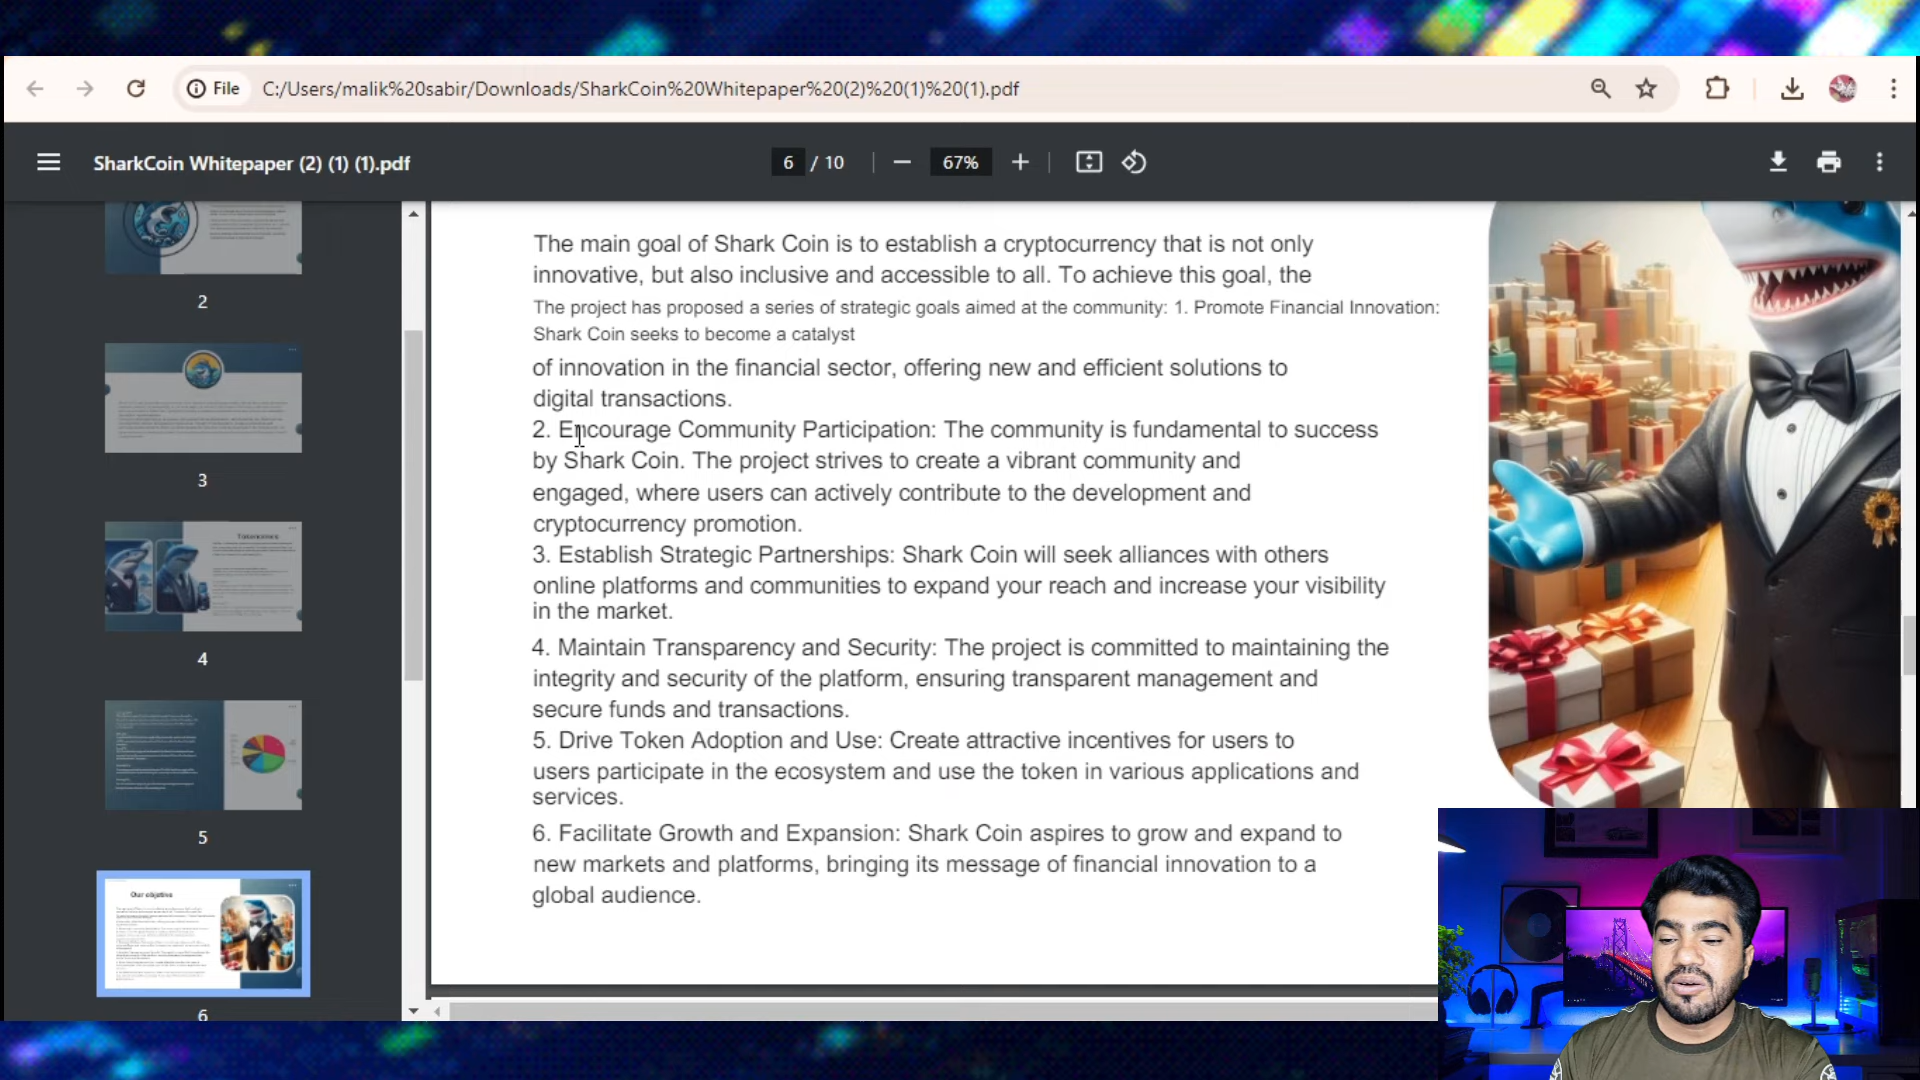 File
C:/Users/malik%20sabir/Downloads/SharkCoin%20Whitepaper%20(2)%20(1)%20(1).pdf
SharkCoin Whitepaper (2) (1) (1).pdf
6 / 10
67%
2
3
Tokenomics
4
5
Our objetive
6
The main goal of Shark Coin is to establish a cryptocurrency that is not only
innovative, but also inclusive and accessible to all. To achieve this goal, the
The project has proposed a series of strategic goals aimed at the community: 1. Promote Financial Innovation:
Shark Coin seeks to become a catalyst
of innovation in the financial sector, offering new and efficient solutions to
digital transactions.
2. Encourage Community Participation: The community is fundamental to success
by Shark Coin. The project strives to create a vibrant community and
engaged, where users can actively contribute to the development and
cryptocurrency promotion.
3. Establish Strategic Partnerships: Shark Coin will seek alliances with others
online platforms and communities to expand your reach and increase your visibility
in the market.
4. Maintain Transparency and Security: The project is committed to maintaining the
integrity and security of the platform, ensuring transparent management and
secure funds and transactions.
5. Drive Token Adoption and Use: Create attractive incentives for users to
users participate in the ecosystem and use the token in various applications and
services.
6. Facilitate Growth and Expansion: Shark Coin aspires to grow and expand to
new markets and platforms, bringing its message of financial innovation to a
global audience.